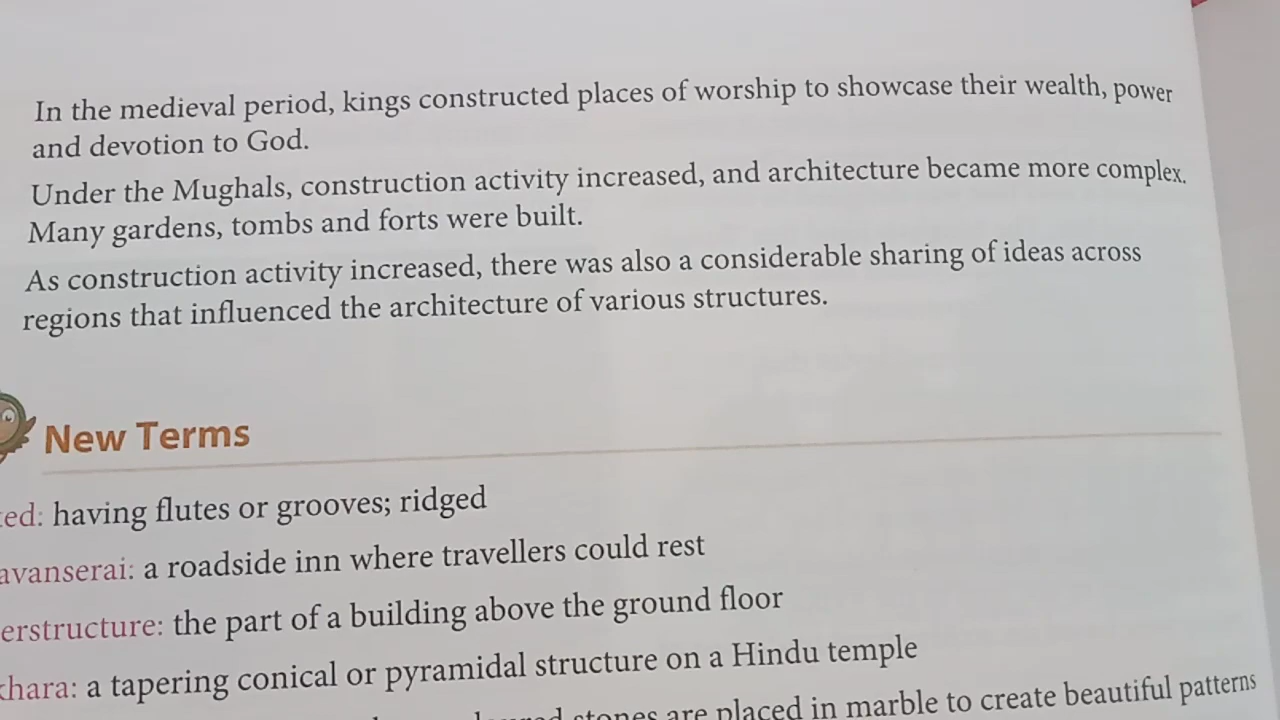 In the medieval period, kings constructed places of worship to showcase their wealth, power
and devotion to God.
Under the Mughals, construction activity increased, and architecture became more complex.
Many gardens, tombs and forts were built.
As construction activity increased, there was also a considerable sharing of ideas across
regions that influenced the architecture of various structures.
New Terms
ed: having flutes or grooves; ridged
avanserai: a roadside inn where travellers could rest
erstructure: the part of a building above the ground floor
khara: a tapering conical or pyramidal structure on a Hindu temple
stones are placed in marble to create beautiful patterns